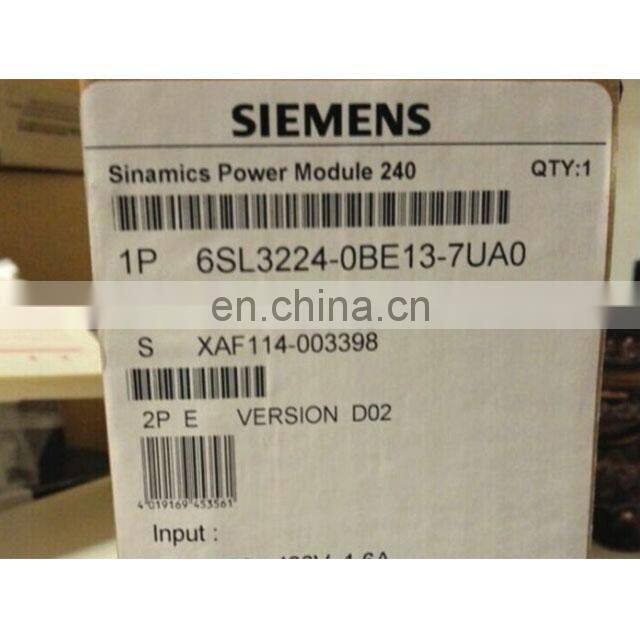 SIEMENS
Sinamics Power Module 240 QTY:1
1P 6SL3224-0BE13-7UA0
en.china.cn
S XAF114-003398
2P E VERSION D02
4 019169 453561
Input :